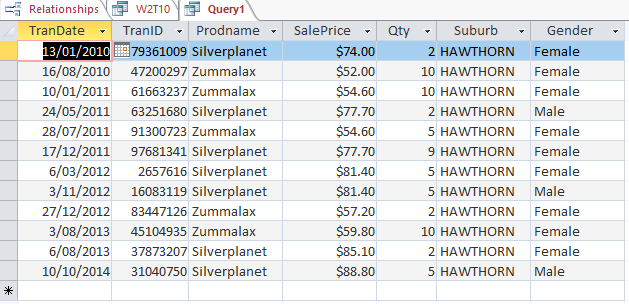 Relationships W2T10 Query1
TranDate TranID Prodname SalePrice Qty Suburb Gender
13/01/2010 79361009 Silverplanet $74.00 2 HAWTHORN Female
16/08/2010 47200297 Zummalax $52.00 10 HAWTHORN Female
10/01/2011 61663237 Zummalax $54.60 10 HAWTHORN Female
24/05/2011 63251680 Silverplanet $77.70 2 HAWTHORN Male
28/07/2011 91300723 Zummalax $54.60 5 HAWTHORN Female
17/12/2011 97681341 Silverplanet $77.70 9 HAWTHORN Female
6/03/2012 2657616 Silverplanet $81.40 5 HAWTHORN Female
3/11/2012 16083119 Silverplanet $81.40 5 HAWTHORN Male
27/12/2012 83447126 Zummalax $57.20 2 HAWTHORN Female
3/08/2013 45104935 Zummalax $59.80 10 HAWTHORN Female
6/08/2013 37873207 Silverplanet $85.10 2 HAWTHORN Female
10/10/2014 31040750 Silverplanet $88.80 5 HAWTHORN Male